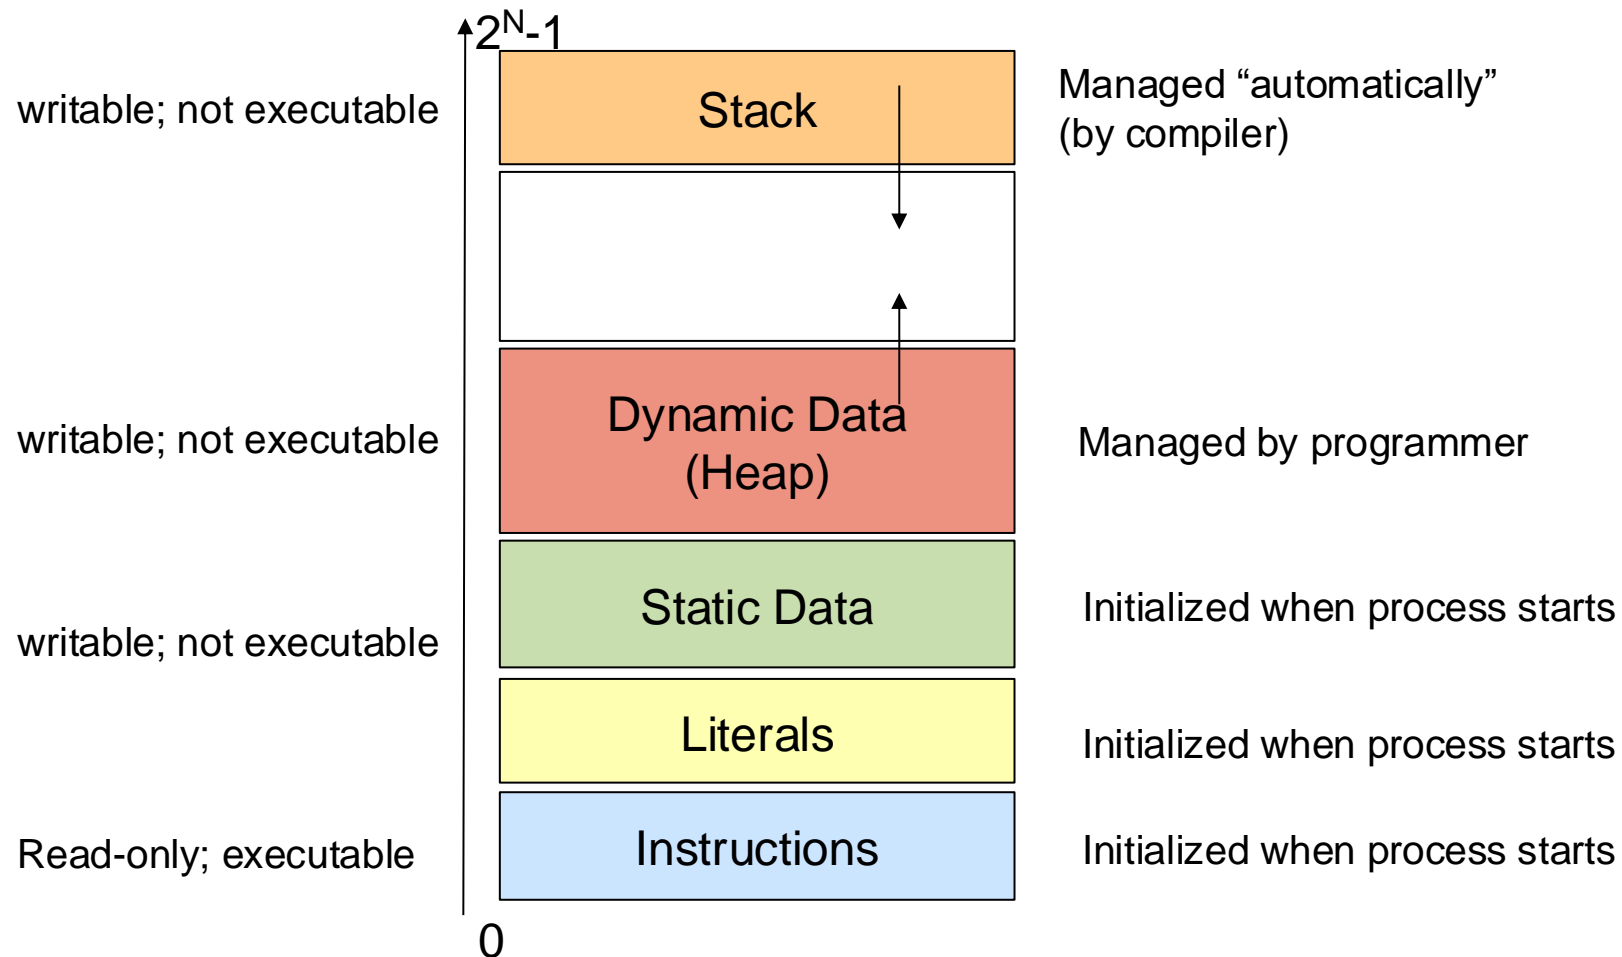 2ᴺ-1
writable; not executable
Stack
Managed “automatically”
(by compiler)
writable; not executable
Dynamic Data
(Heap)
Managed by programmer
Static Data
Initialized when process starts
writable; not executable
Literals
Initialized when process starts
Read-only; executable
Instructions
Initialized when process starts
0